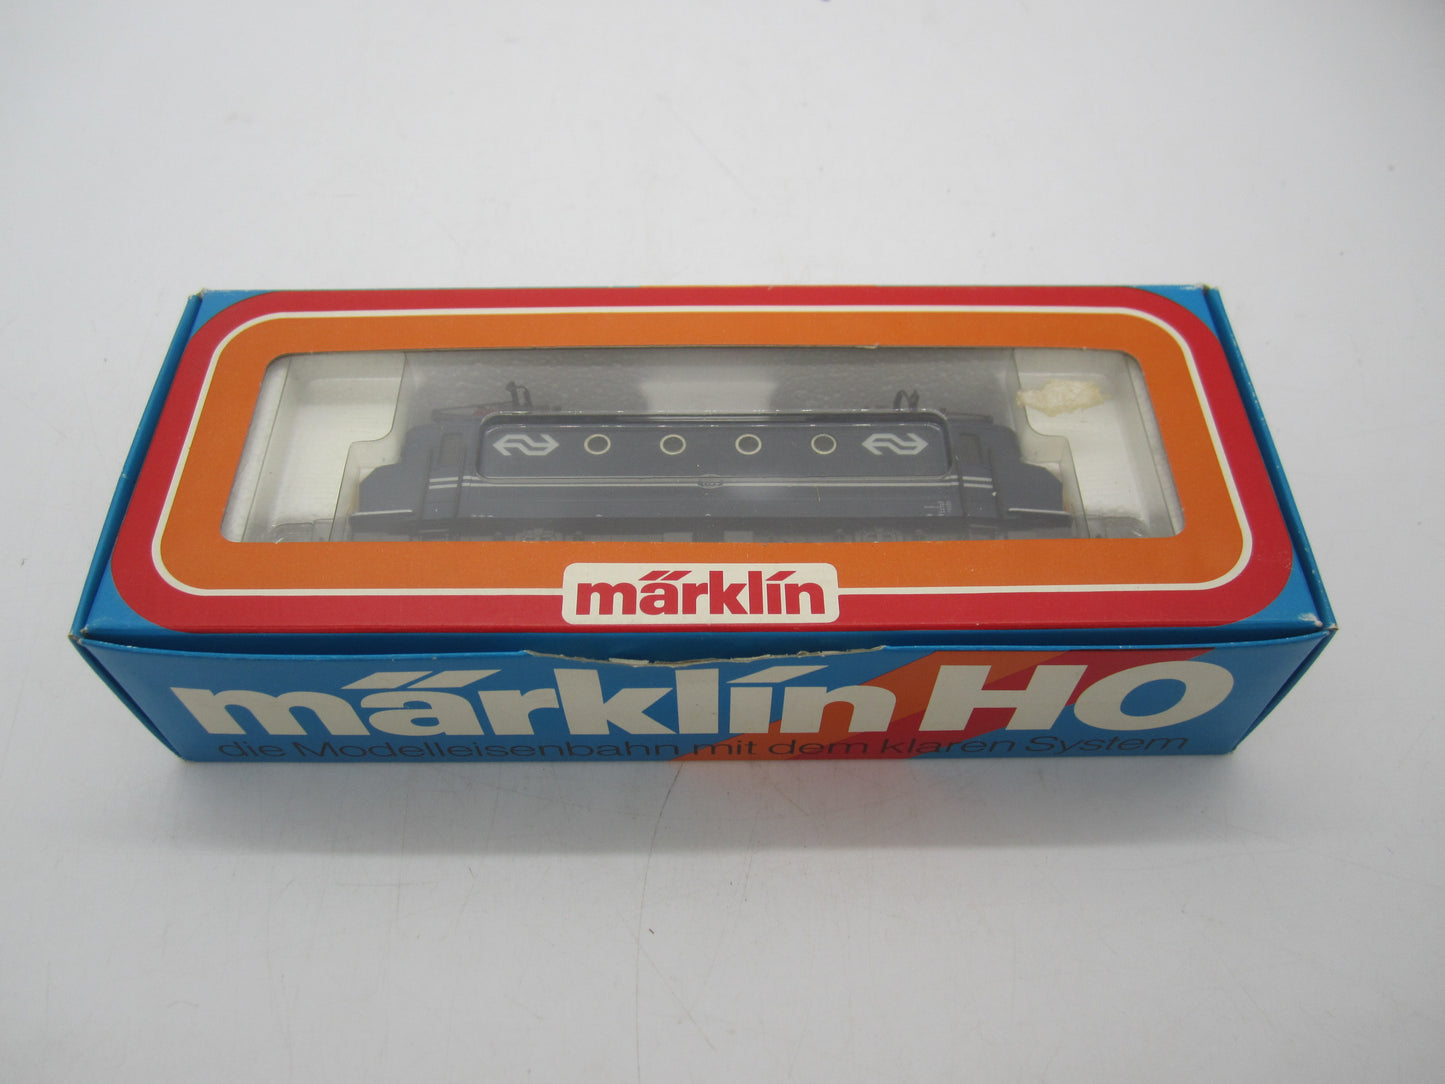 märklin
märklin HO
die Modelleisenbahn mit dem klaren System